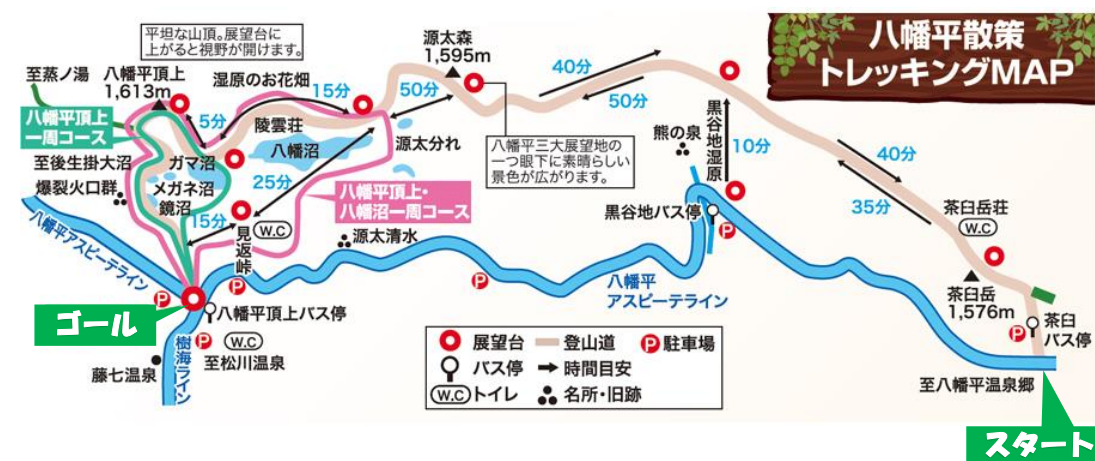 八幡平散策
トレッキングMAP
平坦な山頂。展望台に
上がると視野が開けます。
源太森
1,595m
至蒸ノ湯
八幡平頂上
1,613m
湿原のお花畑
15分
50分
40分
50分
八幡平頂上
一周コース
5分
陵雲荘
八幡沼
源太分れ
熊の泉
黒谷地湿原
10分
八幡平三大展望地の
一つ眼下に素晴らしい
景色が広がります。
至後生掛大沼
ガマ沼
爆裂火口群
メガネ沼
鏡沼
25分
八幡平頂上・
八幡沼一周コース
40分
35分
15分
見返峠
W.C
黒谷地バス停
P
茶臼岳荘
W.C
八幡平アスピーテライン
源太清水
P
P
P
八幡平
アスピーテライン
茶臼岳
1,576m
ゴール
八幡平頂上バス停
P
茶臼
バス停
P
W.C
樹海ライン
至松川温泉
藤七温泉
展望台
登山道
P駐車場
バス停
時間目安
W.Cトイレ
名所・旧跡
至八幡平温泉郷
スタート